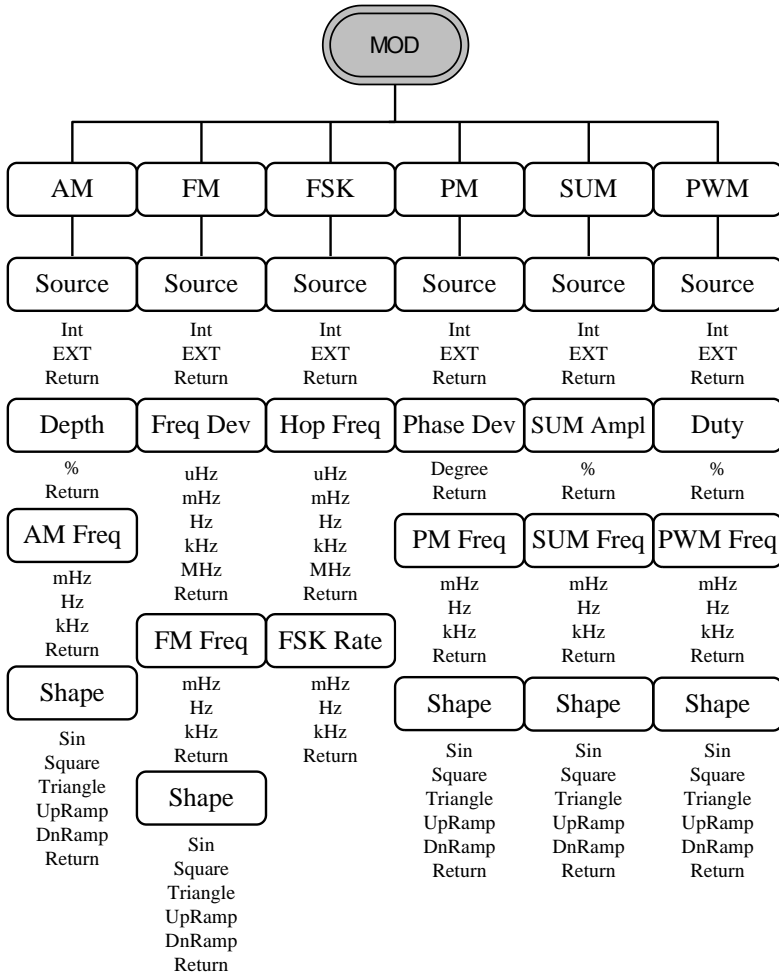 MOD
AM
FM
FSK
PM
SUM
PWM
Source
Int
EXT
Return
Source
Int
EXT
Return
Source
Int
EXT
Return
Source
Int
EXT
Return
Source
Int
EXT
Return
Source
Int
EXT
Return
Depth
%
Return
AM Freq
mHz
Hz
kHz
Return
Shape
Sin
Square
Triangle
UpRamp
DnRamp
Return
Freq Dev
uHz
mHz
Hz
kHz
MHz
Return
FM Freq
mHz
Hz
kHz
Return
Shape
Sin
Square
Triangle
UpRamp
DnRamp
Return
Hop Freq
uHz
mHz
Hz
kHz
MHz
Return
FSK Rate
mHz
Hz
kHz
Return
Phase Dev
Degree
Return
PM Freq
mHz
Hz
kHz
Return
Shape
Sin
Square
Triangle
UpRamp
DnRamp
Return
SUM Ampl
%
Return
SUM Freq
mHz
Hz
kHz
Return
Shape
Sin
Square
Triangle
UpRamp
DnRamp
Return
Duty
%
Return
PWM Freq
mHz
Hz
kHz
Return
Shape
Sin
Square
Triangle
UpRamp
DnRamp
Return